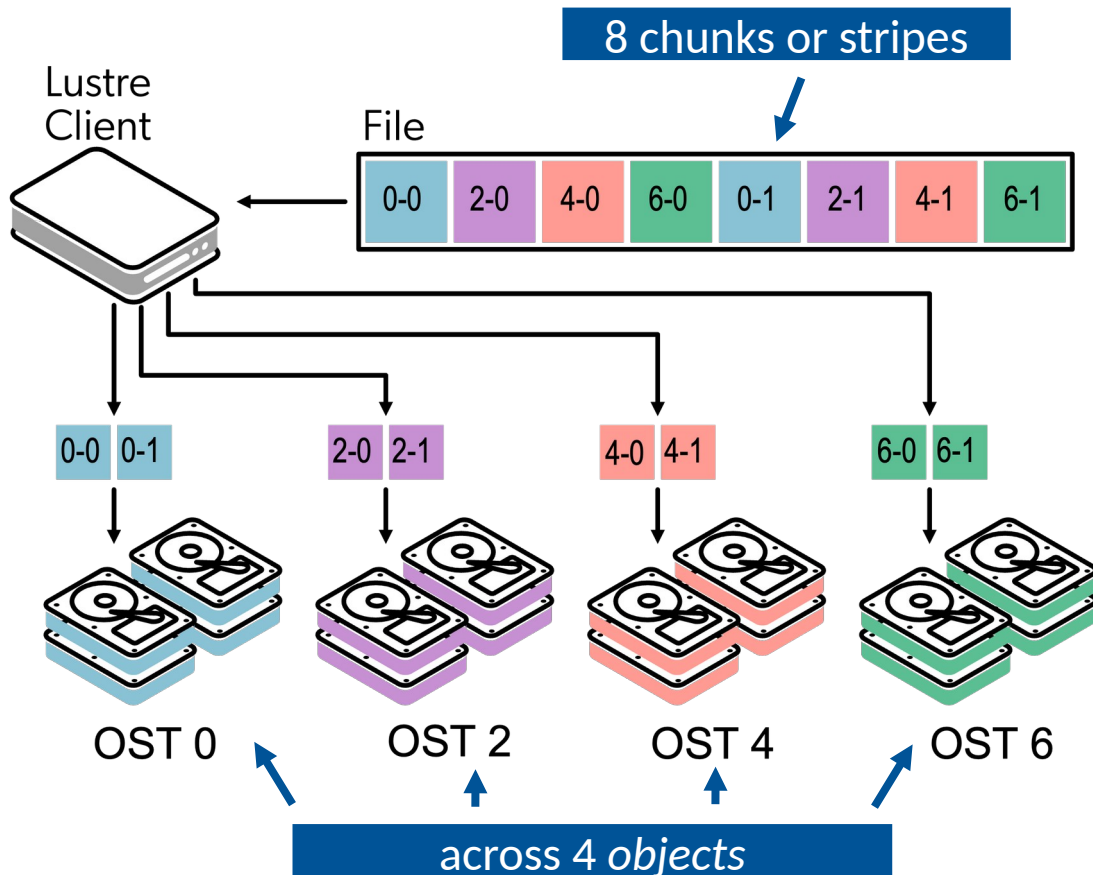 8 chunks or stripes
Lustre
Client
File
0-0 2-0 4-0 6-0 0-1 2-1 4-1 6-1
0-0 0-1 2-0 2-1 4-0 4-1 6-0 6-1
OST 0 OST 2 OST 4 OST 6
across 4 objects